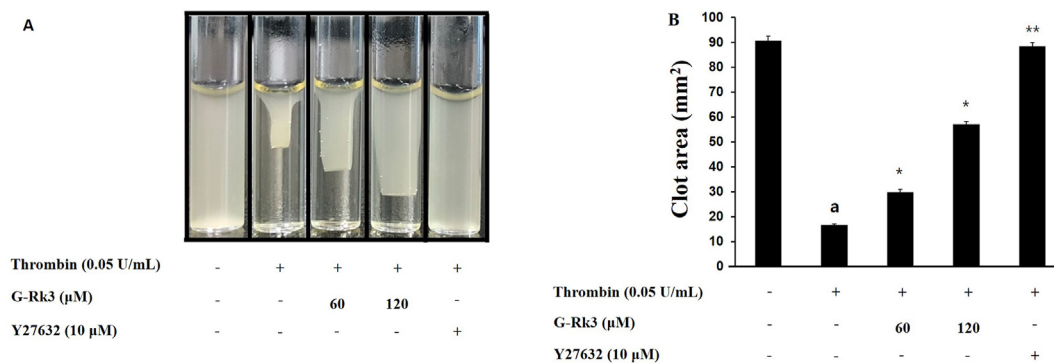 A
Thrombin (0.05 U/mL) - + + + +
G-Rk3 (μM) - - 60 120 -
Y27632 (10 μM) - - - - +
B
Clot area (mm²)
100
90
80
70
60
50
40
30
20
10
0
a
*
*
**
Thrombin (0.05 U/mL) - + + + +
G-Rk3 (μM) - - 60 120 -
Y27632 (10 μM) - - - - +